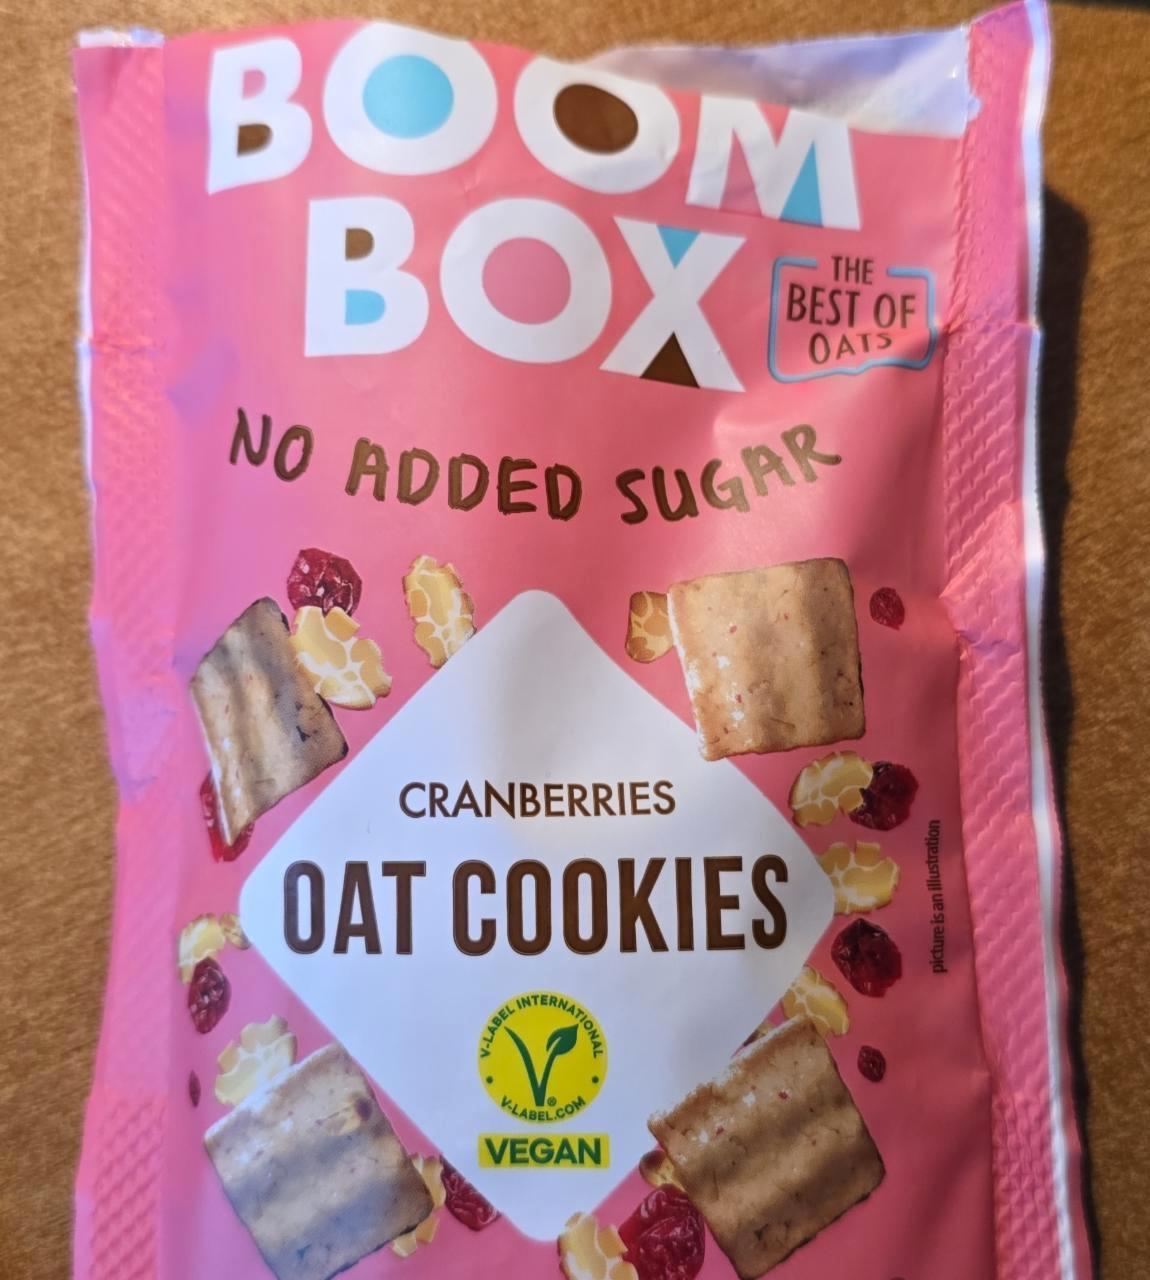 BOOM
BOX
THE
BEST OF
OATS
NO ADDED SUGAR
CRANBERRIES
OAT COOKIES
picture is an illustration
V-LABEL INTERNATIONAL
® 
• V-LABEL.COM •
VEGAN